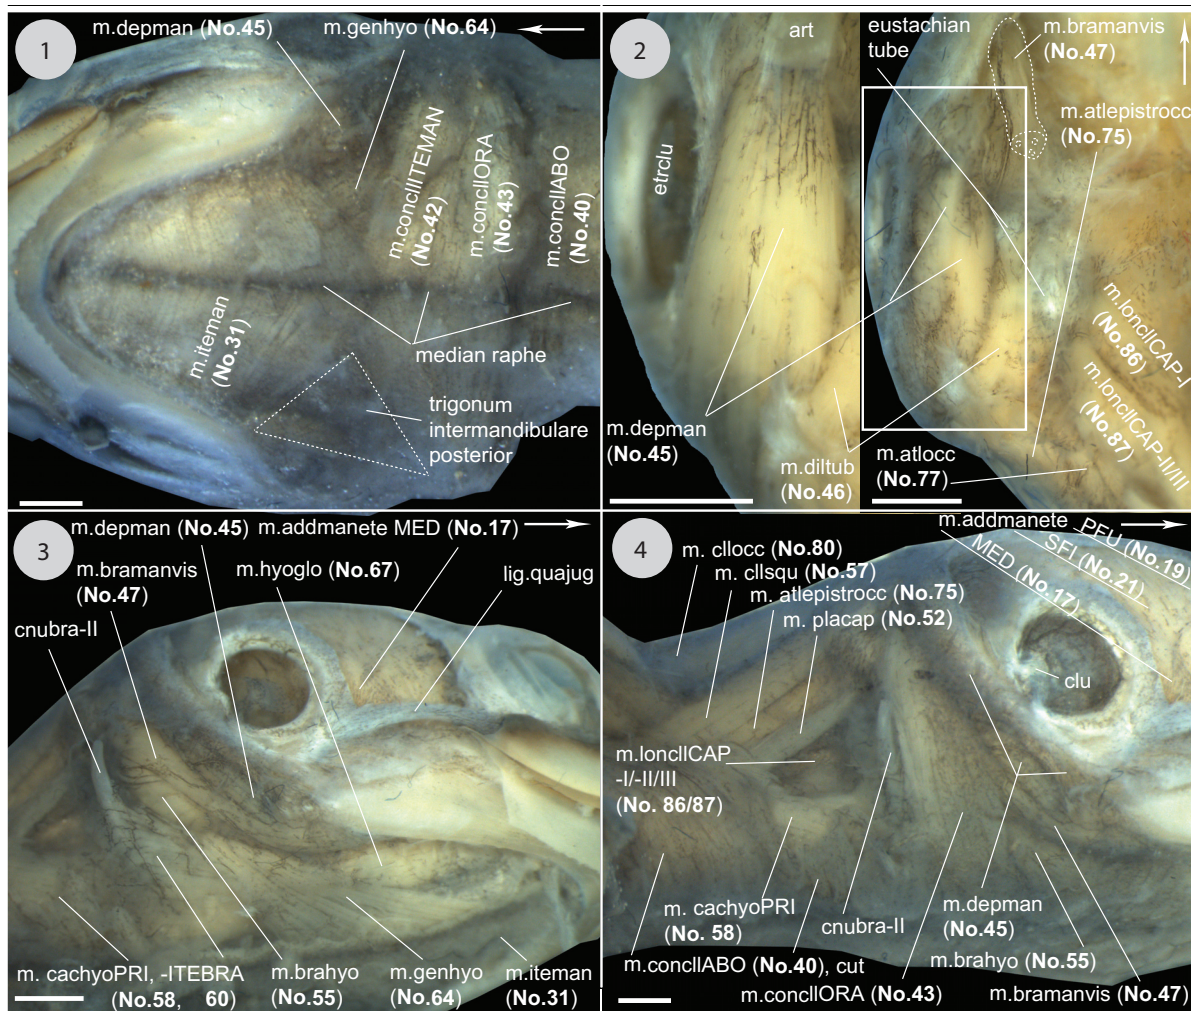 1
m.depman (No.45)
m.genhyo (No.64)
m.concllITEMAN
(No.42)
m.concllORA
(No.43)
m.concllABO
(No.40)
m.iteman
(No.31)
median raphe
trigonum
intermandibulare
posterior
2
art
eustachian
tube
m.bramanvis
(No.47)
m.atlepistrocc
(No.75)
etrclu
m.depman
(No.45)
m.diltub
(No.46)
m.atlocc
(No.77)
m.loncllCAP-I
(No.86)
m.loncllCAP-II/III
(No.87)
3
m.depman (No.45)
m.addmanete MED (No.17)
m.bramanvis
(No.47)
m.hyoglo (No.67)
lig.quajug
cnubra-II
m. cachyoPRI, -ITEBRA
(No.58, 60)
m.brahyo
(No.55)
m.genhyo
(No.64)
m.iteman
(No.31)
4
m.addmanete
PFU (No.19)
SFI (No.21)
MED (No.17)
m. cllocc (No.80)
m. cllsqu (No.57)
m. atlepistrocc (No.75)
m. placap (No.52)
clu
m.loncllCAP
-I/-II/III
(No. 86/87)
m. cachyoPRI
(No. 58)
cnubra-II
m.depman
(No.45)
m.concllABO (No.40), cut
m.brahyo (No.55)
m.concllORA (No.43)
m.bramanvis (No.47)